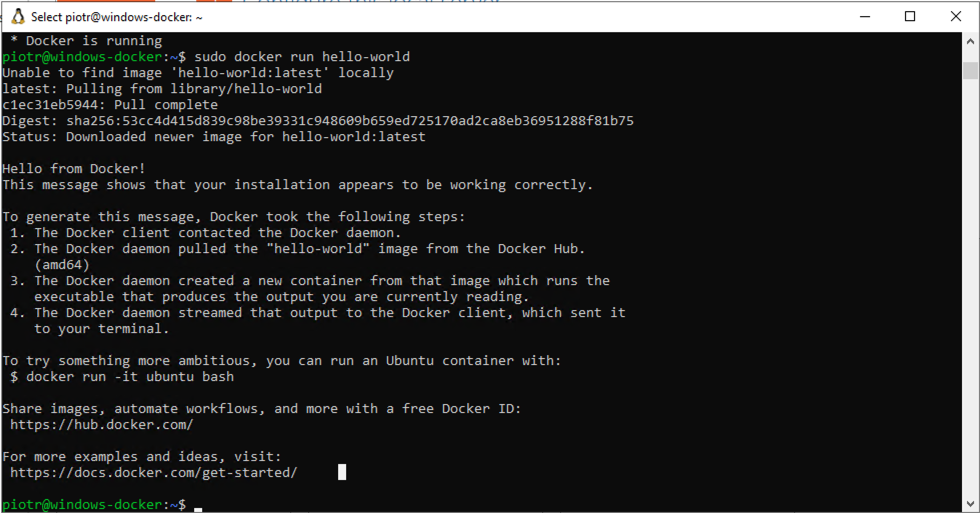 Select piotr@windows-docker: ~
* Docker is running
piotr@windows-docker:~$ sudo docker run hello-world
Unable to find image 'hello-world:latest' locally
latest: Pulling from library/hello-world
c1ec31eb5944: Pull complete
Digest: sha256:53cc4d415d839c98be39331c948609b659ed725170ad2ca8eb36951288f81b75
Status: Downloaded newer image for hello-world:latest
Hello from Docker!
This message shows that your installation appears to be working correctly.
To generate this message, Docker took the following steps:
1. The Docker client contacted the Docker daemon.
2. The Docker daemon pulled the "hello-world" image from the Docker Hub.
(amd64)
3. The Docker daemon created a new container from that image which runs the
executable that produces the output you are currently reading.
4. The Docker daemon streamed that output to the Docker client, which sent it
to your terminal.
To try something more ambitious, you can run an Ubuntu container with:
$ docker run -it ubuntu bash
Share images, automate workflows, and more with a free Docker ID:
https://hub.docker.com/
For more examples and ideas, visit:
https://docs.docker.com/get-started/
piotr@windows-docker:~$